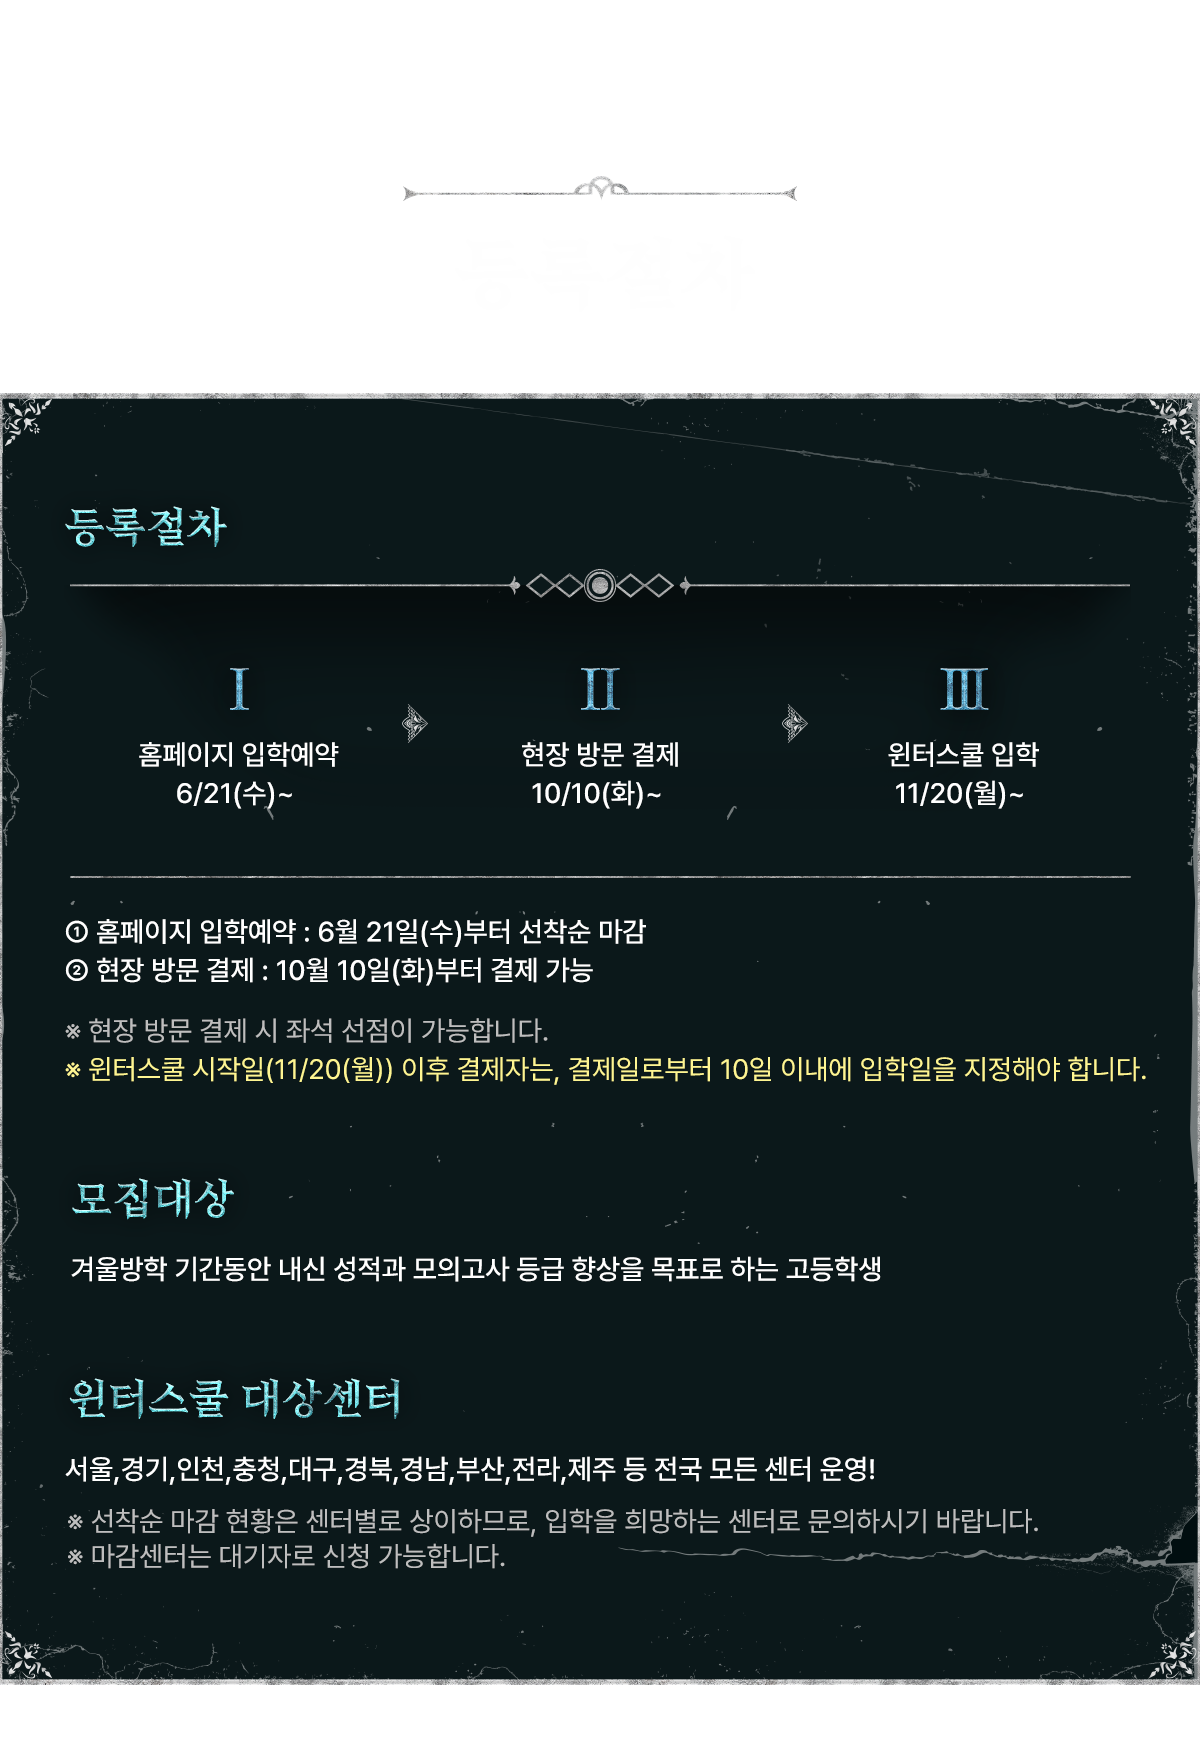 등록절차
등록절차
Ⅰ
홈페이지 입학예약
6/21(수)~
Ⅱ
현장 방문 결제
10/10(화)~
Ⅲ
윈터스쿨 입학
11/20(월)~
① 홈페이지 입학예약 : 6월 21일(수)부터 선착순 마감
② 현장 방문 결제 : 10월 10일(화)부터 결제 가능
※ 현장 방문 결제 시 좌석 선점이 가능합니다.
※ 윈터스쿨 시작일(11/20(월)) 이후 결제자는, 결제일로부터 10일 이내에 입학일을 지정해야 합니다.
모집대상
겨울방학 기간동안 내신 성적과 모의고사 등급 향상을 목표로 하는 고등학생
윈터스쿨 대상센터
서울,경기,인천,충청,대구,경북,경남,부산,전라,제주 등 전국 모든 센터 운영!
※ 선착순 마감 현황은 센터별로 상이하므로, 입학을 희망하는 센터로 문의하시기 바랍니다.
※ 마감센터는 대기자로 신청 가능합니다.